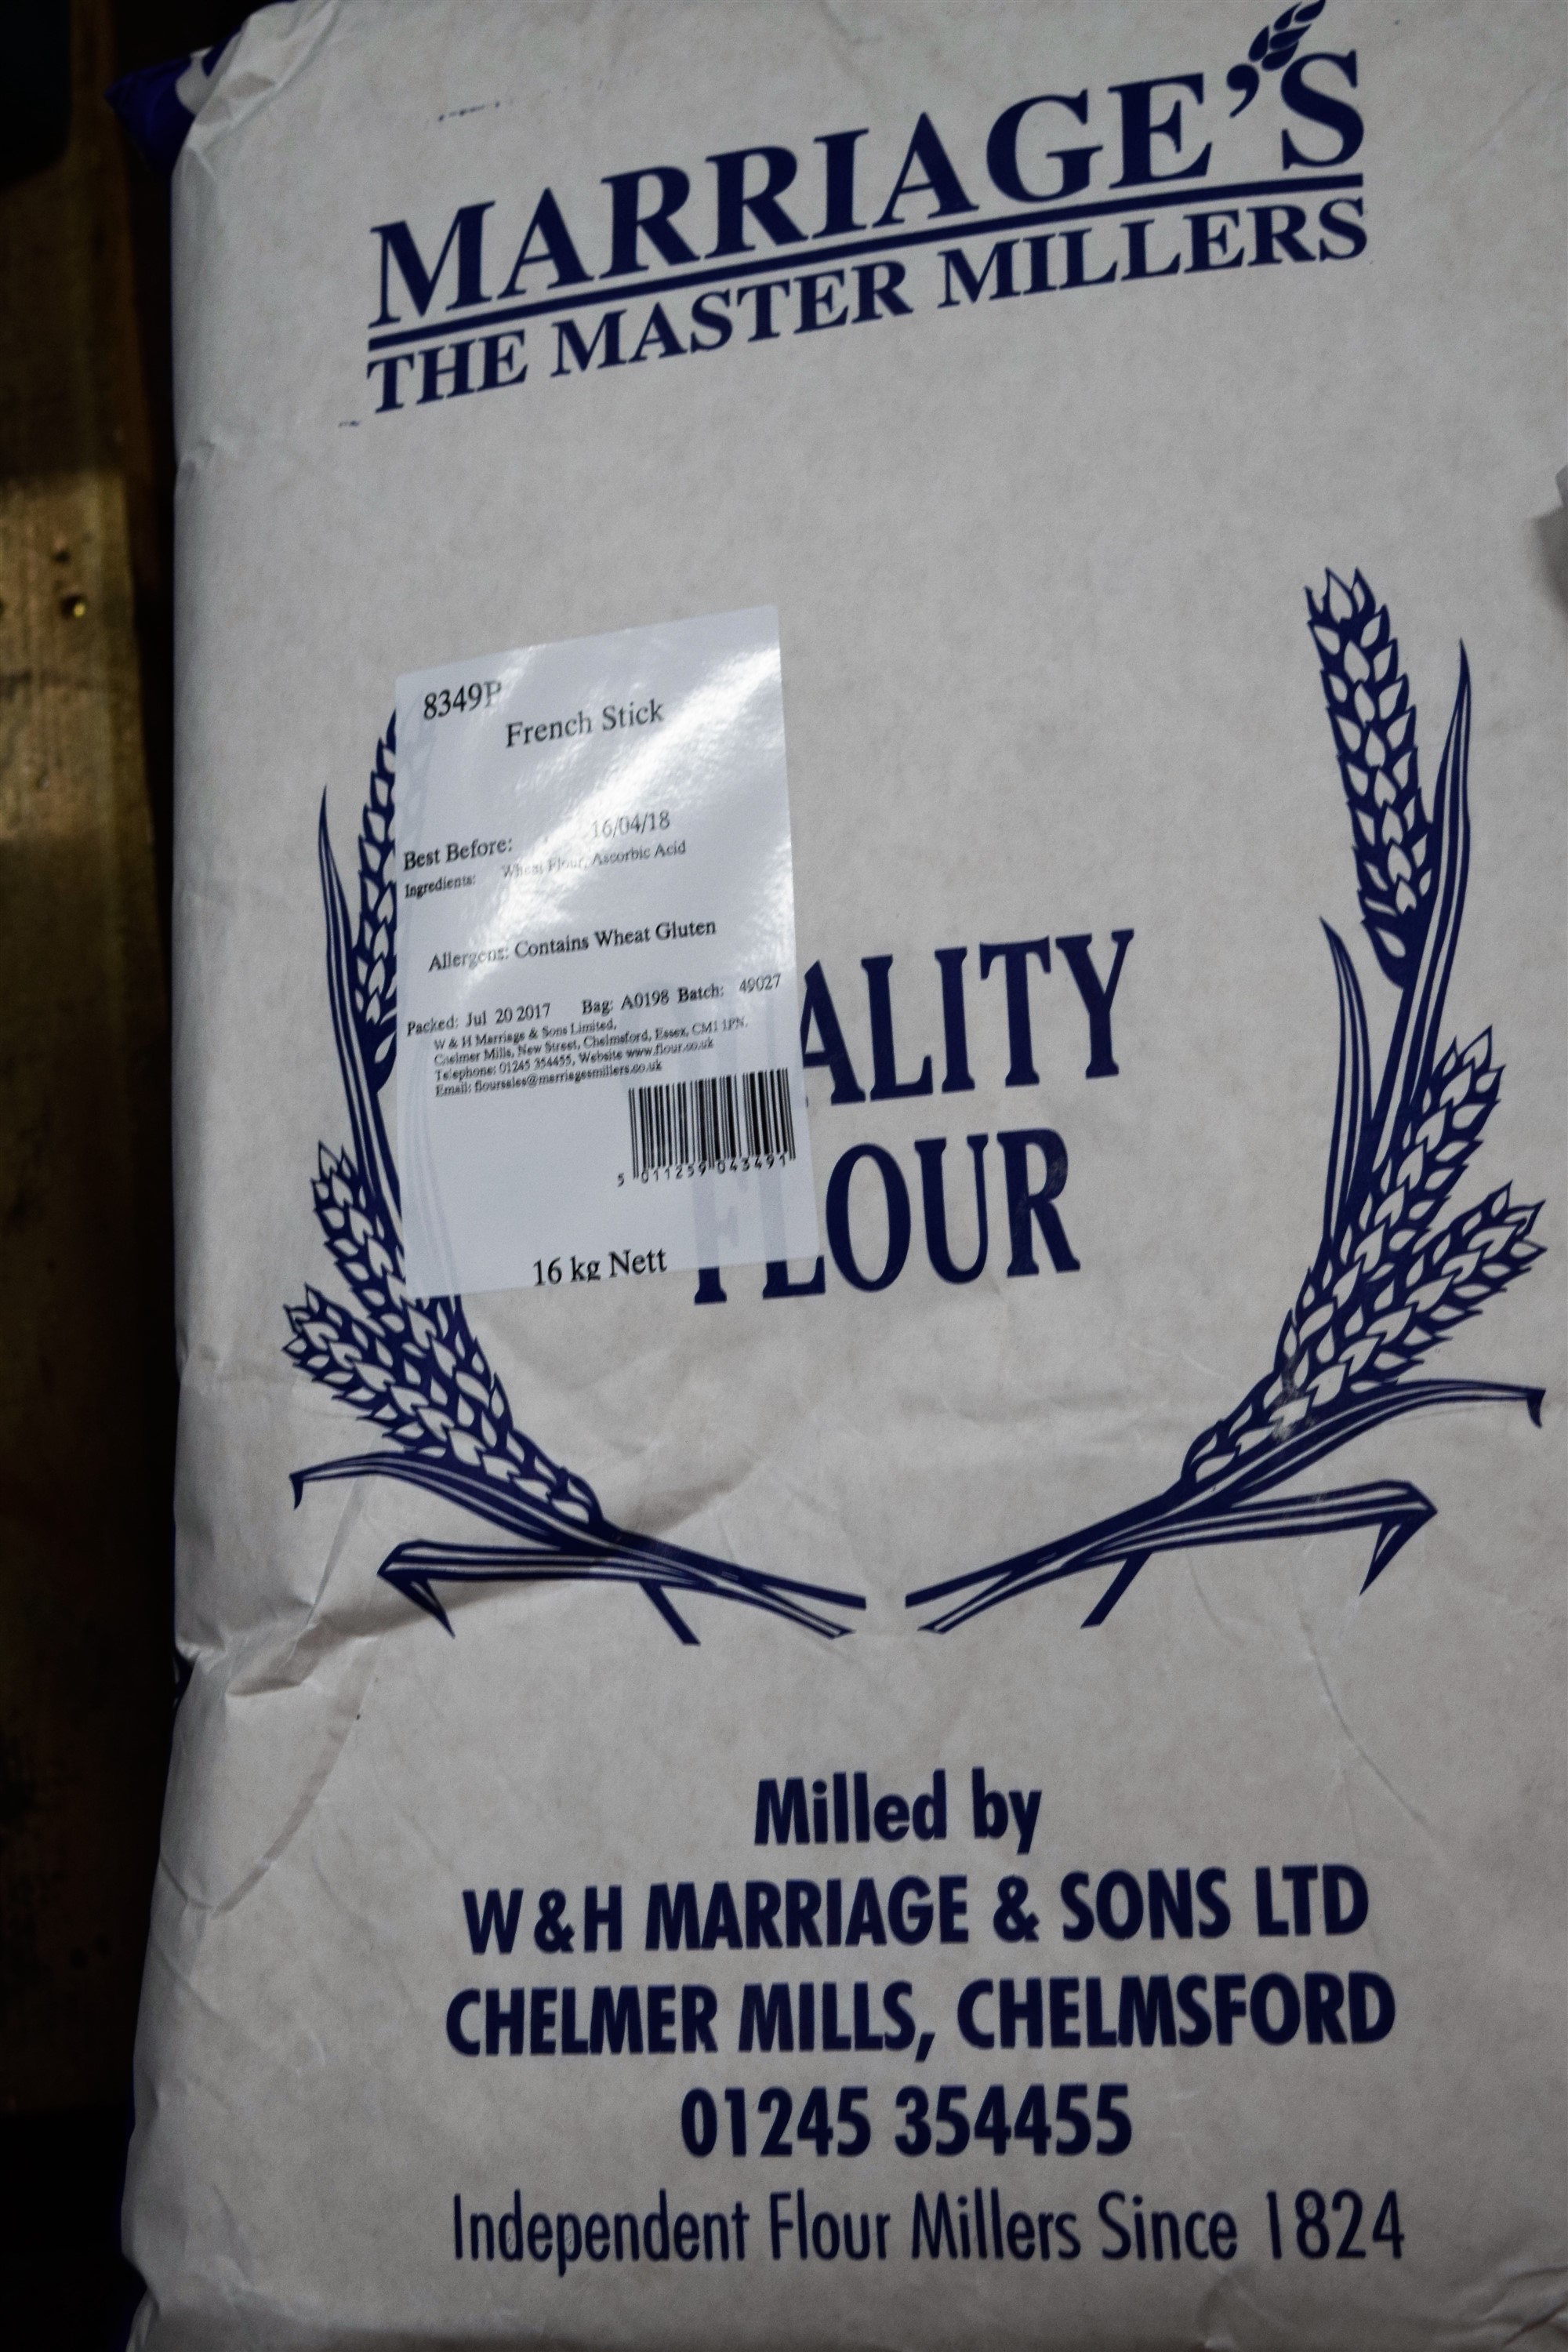 MARRIAGE'S
THE MASTER MILLERS
8349P
French Stick
Best Before: 16/04/18
Ingredients: Wheat Flour, Ascorbic Acid
Allergens: Contains Wheat Gluten
Packed: Jul 20 2017 Bag: A0198 Batch: 49027
W & H Marriage & Sons Limited,
Chelmer Mills, New Street, Chelmsford, Essex, CM1 1PN.
Telephone: 01245 354455, Website www.flour.co.uk
Email: floursales@marriagesmillers.co.uk
5 011259 043491
16 kg Nett
ALITY
FLOUR
Milled by
W & H MARRIAGE & SONS LTD
CHELMER MILLS, CHELMSFORD
01245 354455
Independent Flour Millers Since 1824